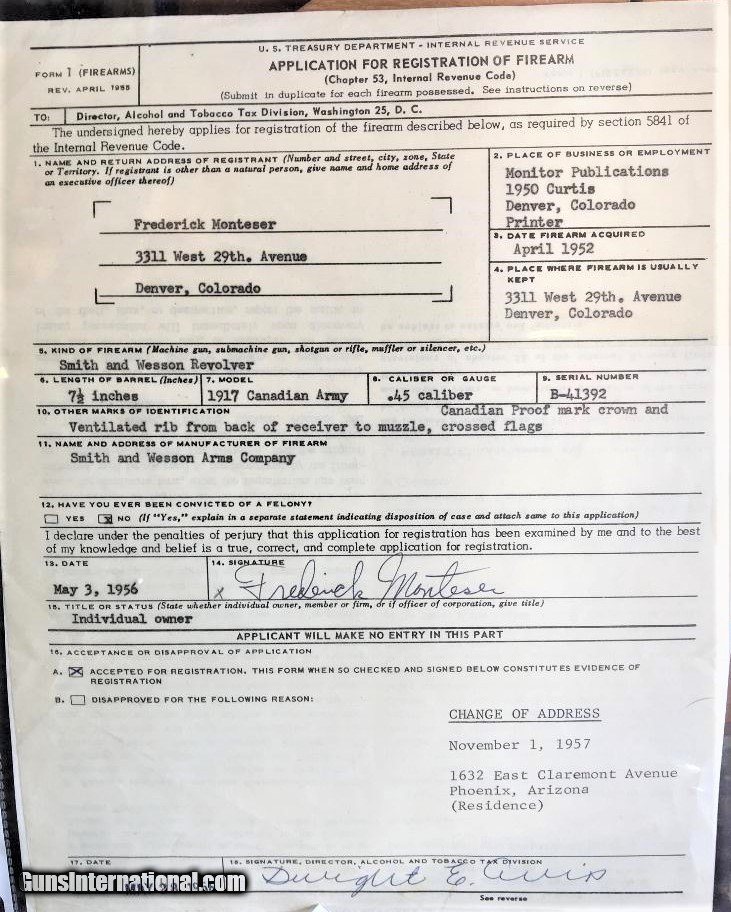 U. S. TREASURY DEPARTMENT - INTERNAL REVENUE SERVICE
FORM 1 (FIREARMS)
REV. APRIL 1955
APPLICATION FOR REGISTRATION OF FIREARM
(Chapter 53, Internal Revenue Code)
(Submit in duplicate for each firearm possessed. See instructions on reverse)
TO: Director, Alcohol and Tobacco Tax Division, Washington 25, D. C.
The undersigned hereby applies for registration of the firearm described below, as required by section 5841 of
the Internal Revenue Code.
1. NAME AND RETURN ADDRESS OF REGISTRANT (Number and street, city, zone, State
or Territory. If registrant is other than a natural person, give name and home address of
an executive officer thereof)
Frederick Monteser
3311 West 29th. Avenue
Denver, Colorado
2. PLACE OF BUSINESS OR EMPLOYMENT
Monitor Publications
1950 Curtis
Denver, Colorado
Printer
3. DATE FIREARM ACQUIRED
April 1952
4. PLACE WHERE FIREARM IS USUALLY
KEPT
3311 West 29th. Avenue
Denver, Colorado
5. KIND OF FIREARM (Machine gun, submachine gun, shotgun or rifle, muffler or silencer, etc.)
Smith and Wesson Revolver
6. LENGTH OF BARREL (Inches)
7½ inches
7. MODEL
1917 Canadian Army
8. CALIBER OR GAUGE
.45 caliber
9. SERIAL NUMBER
B-41392
10. OTHER MARKS OF IDENTIFICATION
Canadian Proof mark crown and
Ventilated rib from back of receiver to muzzle, crossed flags
11. NAME AND ADDRESS OF MANUFACTURER OF FIREARM
Smith and Wesson Arms Company
12. HAVE YOU EVER BEEN CONVICTED OF A FELONY?
YES x NO (If "Yes," explain in a separate statement indicating disposition of case and attach same to this application)
I declare under the penalties of perjury that this application for registration has been examined by me and to the best
of my knowledge and belief is a true, correct, and complete application for registration.
13. DATE
May 3, 1956
14. SIGNATURE
x Frederick Monteser
15. TITLE OR STATUS (State whether individual owner, member or firm, or if officer of corporation, give title)
Individual owner
APPLICANT WILL MAKE NO ENTRY IN THIS PART
16. ACCEPTANCE OR DISAPPROVAL OF APPLICATION
A. X ACCEPTED FOR REGISTRATION. THIS FORM WHEN SO CHECKED AND SIGNED BELOW CONSTITUTES EVIDENCE OF
REGISTRATION
B. DISAPPROVED FOR THE FOLLOWING REASON:
CHANGE OF ADDRESS
November 1, 1957
1632 East Claremont Avenue
Phoenix, Arizona
(Residence)
17. DATE
18. SIGNATURE, DIRECTOR, ALCOHOL AND TOBACCO TAX DIVISION
Dwight E. Avis
See reverse
GunsInternational.com